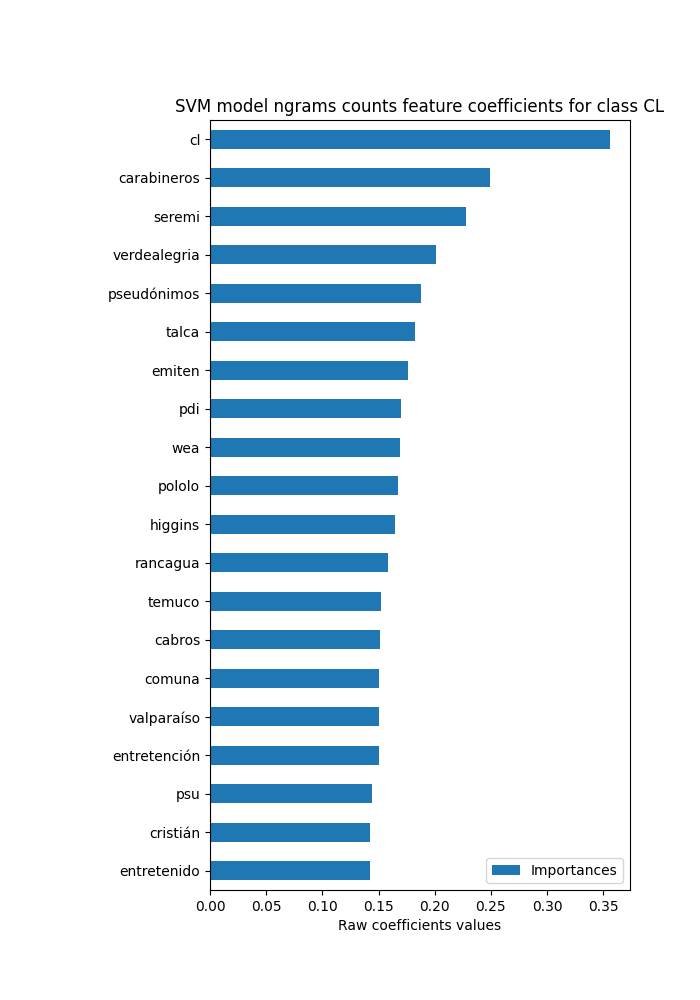 SVM model ngrams counts feature coefficients for class CL
cl
carabineros
seremi
verdealegria
pseudónimos
talca
emiten
pdi
wea
pololo
higgins
rancagua
temuco
cabros
comuna
valparaíso
entretención
psu
cristián
entretenido
Importances
0.00 0.05 0.10 0.15 0.20 0.25 0.30 0.35
Raw coefficients values